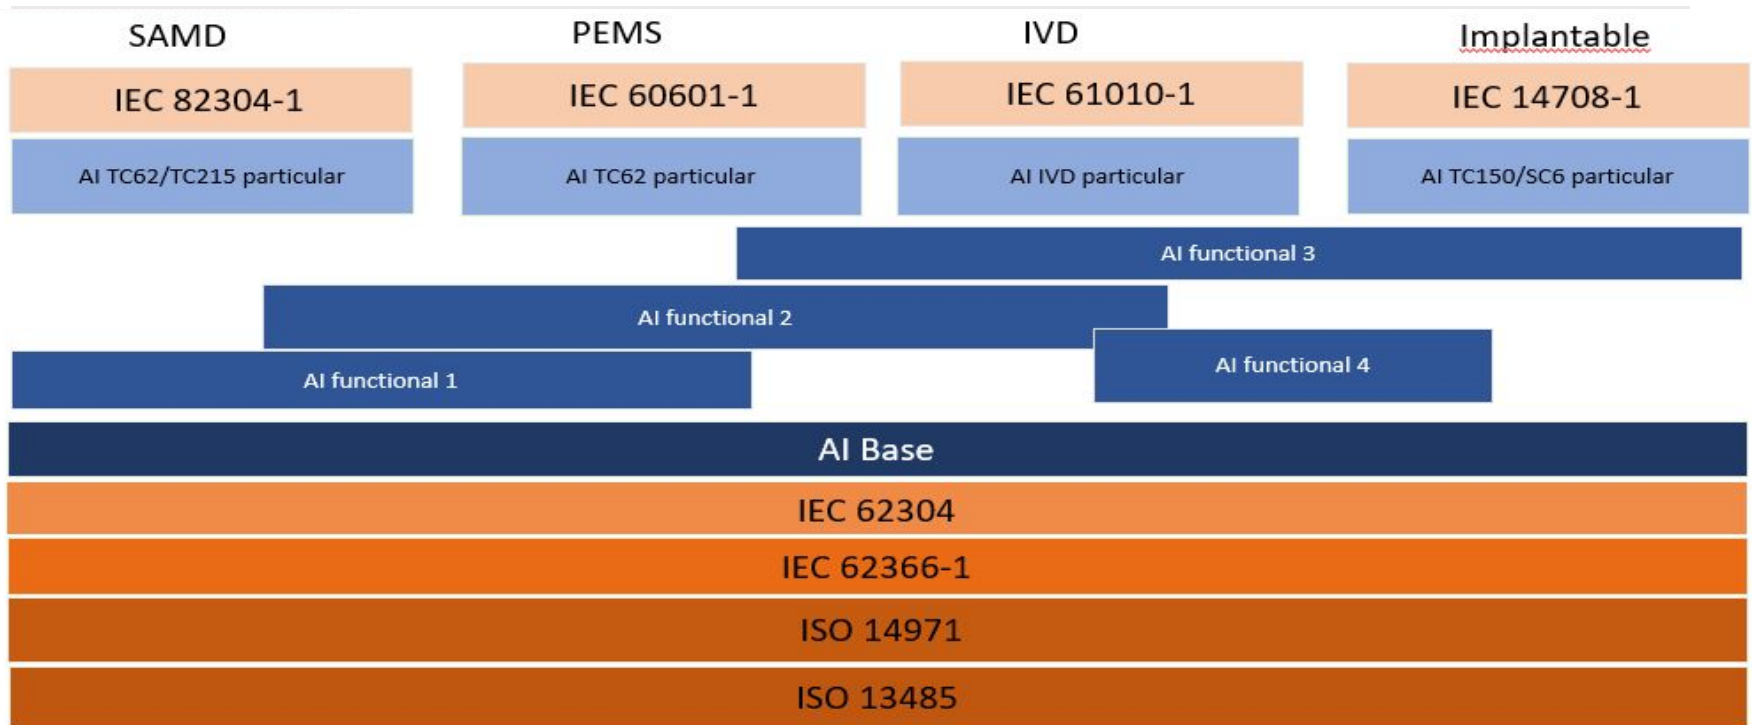 SAMD
PEMS
IVD
Implantable
IEC 82304-1
IEC 60601-1
IEC 61010-1
IEC 14708-1
AI TC62/TC215 particular
AI TC62 particular
AI IVD particular
AI TC150/SC6 particular
AI functional 3
AI functional 2
AI functional 4
AI functional 1
AI Base
IEC 62304
IEC 62366-1
ISO 14971
ISO 13485